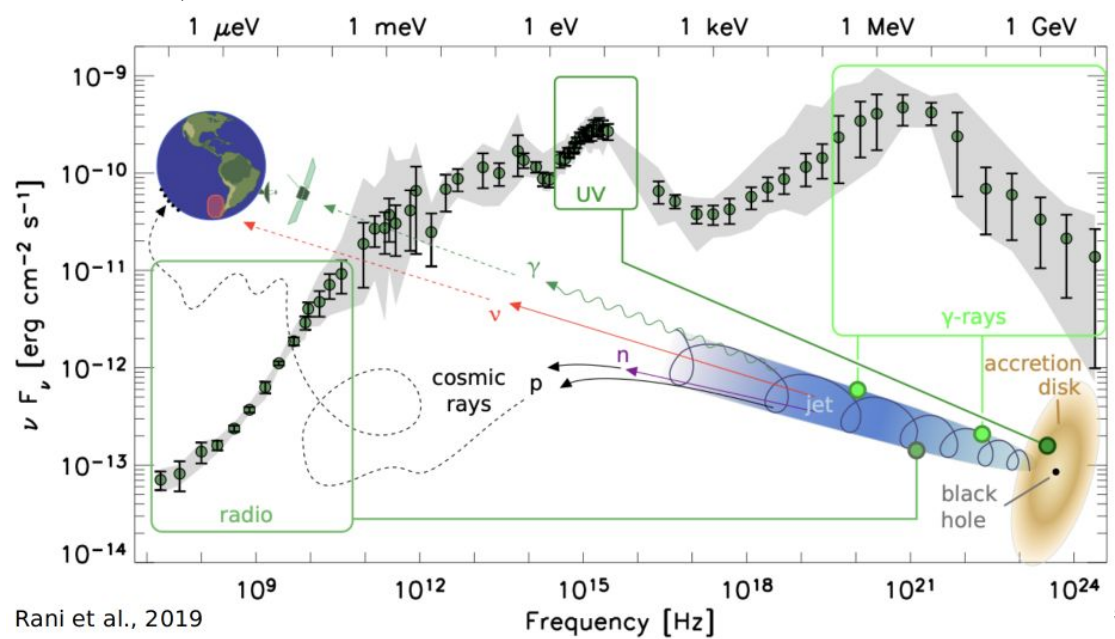 1 μeV 1 meV 1 eV 1 keV 1 MeV 1 GeV
10⁻⁹
10⁻¹⁰
10⁻¹¹
10⁻¹²
10⁻¹³
10⁻¹⁴
ν Fν [erg cm⁻² s⁻¹]
UV
γ
ν
n
p
cosmic
rays
jet
γ-rays
accretion
disk
black
hole
radio
10⁹ 10¹² 10¹⁵ 10¹⁸ 10²¹ 10²⁴
Frequency [Hz]
Rani et al., 2019